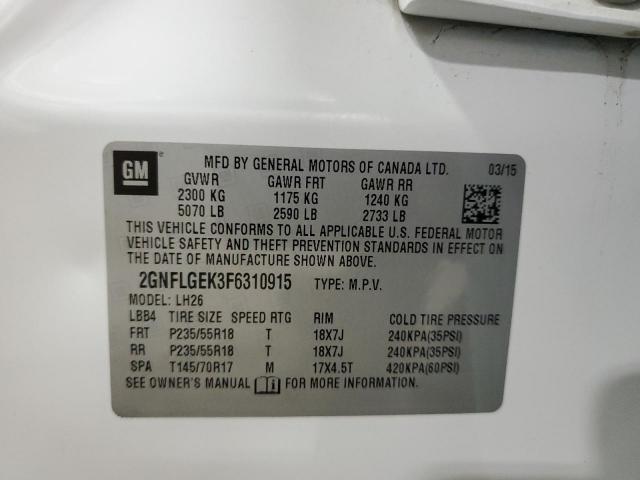 GM
MFD BY GENERAL MOTORS OF CANADA LTD. 03/15
GVWR GAWR FRT GAWR RR
2300 KG 1175 KG 1240 KG
5070 LB 2590 LB 2733 LB
THIS VEHICLE CONFORMS TO ALL APPLICABLE U.S. FEDERAL MOTOR
VEHICLE SAFETY AND THEFT PREVENTION STANDARDS IN EFFECT ON
THE DATE OF MANUFACTURE SHOWN ABOVE.
2GNFLGEK3F6310915 TYPE: M.P.V.
MODEL: LH26
LBB4 TIRE SIZE SPEED RTG RIM COLD TIRE PRESSURE
FRT P235/55R18 T 18X7J 240KPA(35PSI)
RR P235/55R18 T 18X7J 240KPA(35PSI)
SPA T145/70R17 M 17X4.5T 420KPA(60PSI)
SEE OWNER'S MANUAL FOR MORE INFORMATION.